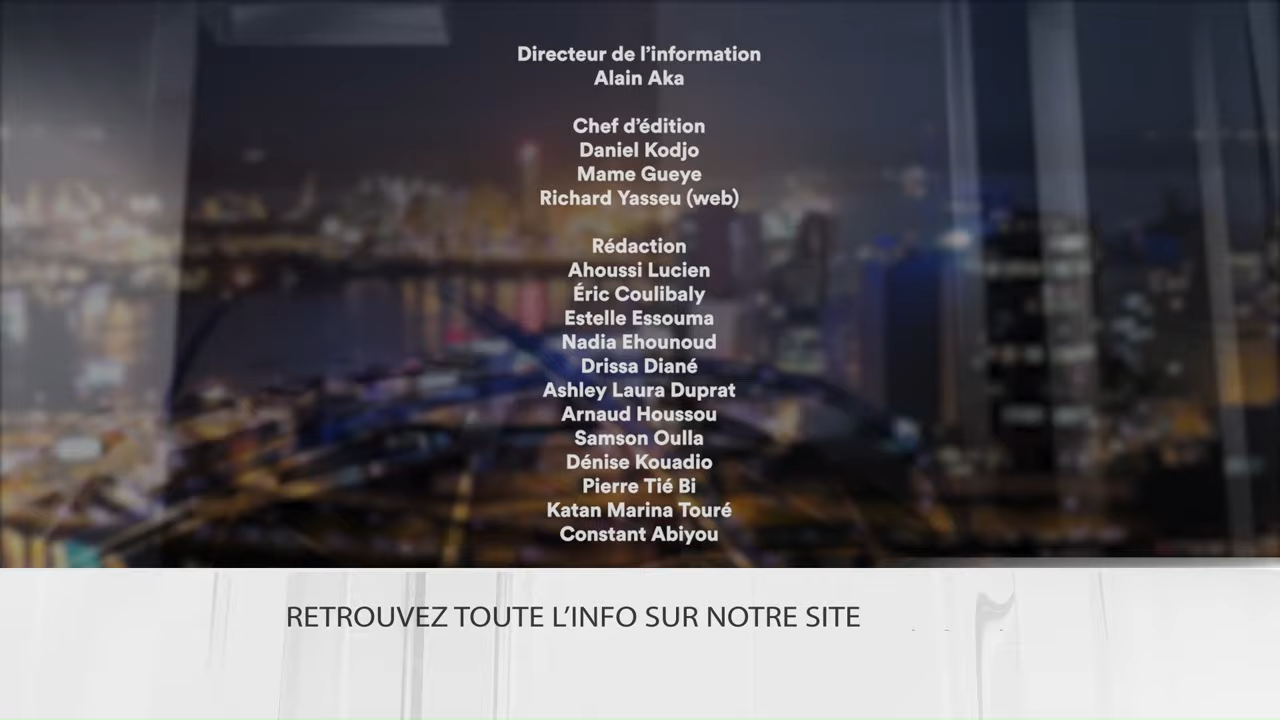 Directeur de l’information
Alain Aka
Chef d’édition
Daniel Kodjo
Mame Gueye
Richard Yasseu (web)
Rédaction
Ahoussi Lucien
Éric Coulibaly
Estelle Essouma
Nadia Ehounoud
Drissa Diané
Ashley Laura Duprat
Arnaud Houssou
Samson Oulla
Dénise Kouadio
Pierre Tié Bi
Katan Marina Touré
Constant Abiyou
RETROUVEZ TOUTE L’INFO SUR NOTRE SITE